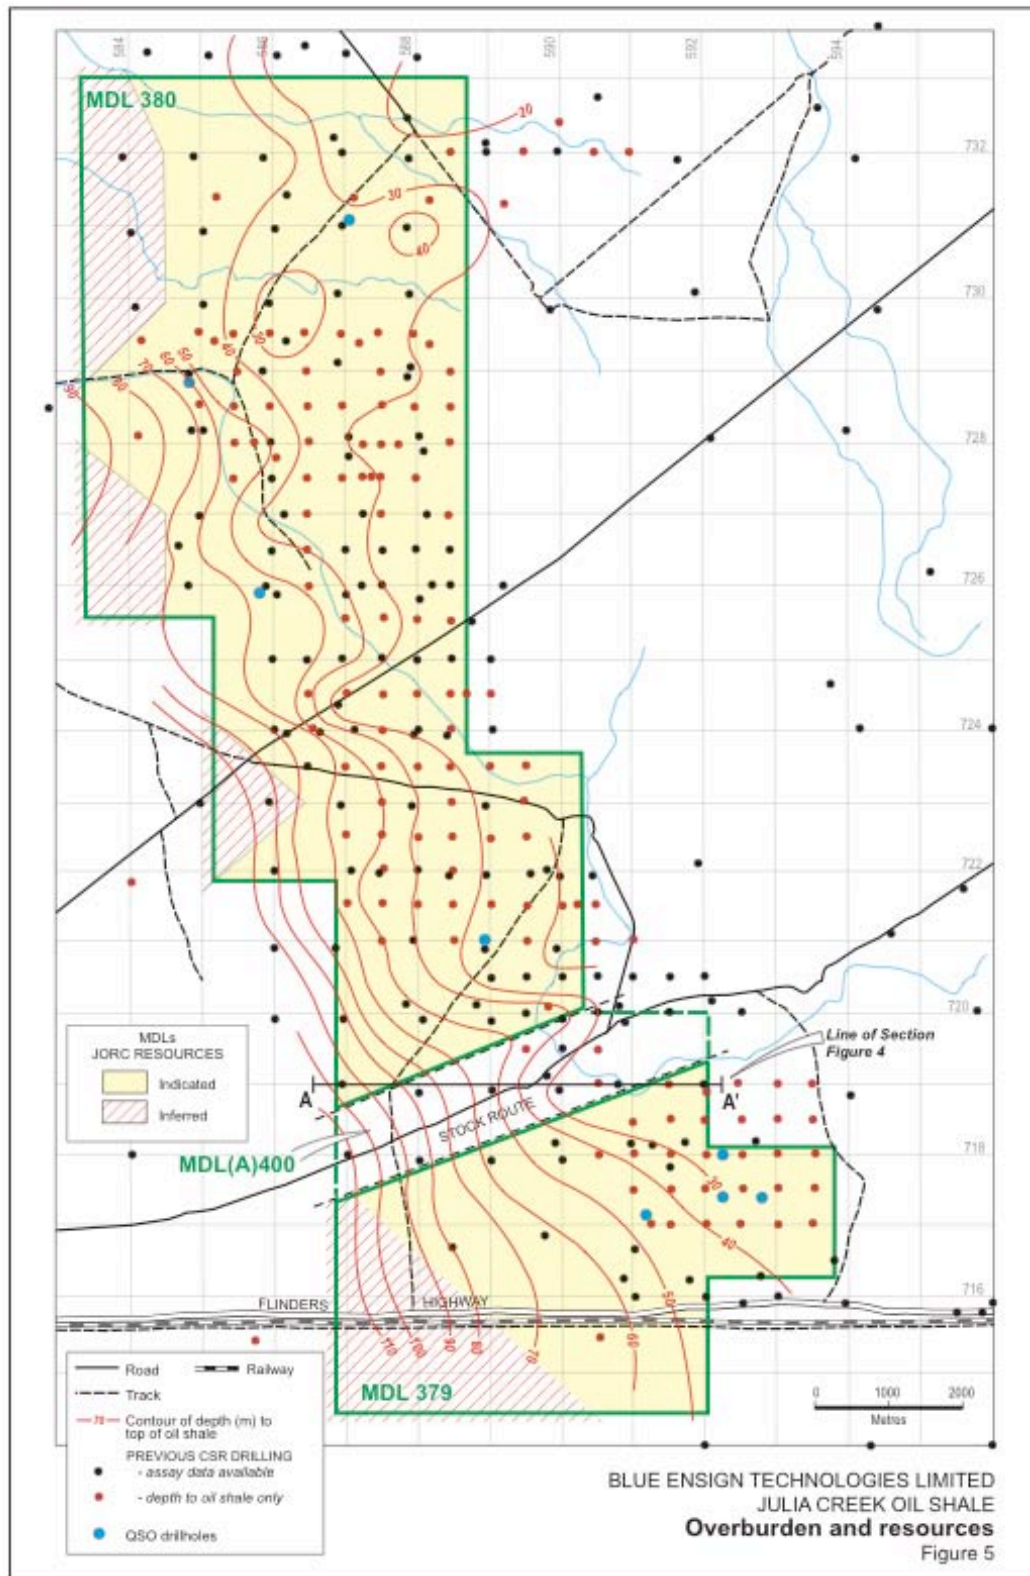 584
586
588
590
592
594
MDL 380
20
732
30
40
730
30
40
50
60
70
80
90
728
726
724
722
720
MDLs
JORC RESOURCES
Indicated
Inferred
Line of Section
Figure 4
A
A'
STOCK ROUTE
MDL(A)400
718
30
40
50
716
FLINDERS HIGHWAY
110
100
90
80
70
60
MDL 379
0 1000 2000
Metres
Road
Railway
Track
70
Contour of depth (m) to
top of oil shale
PREVIOUS CSR DRILLING
- assay data available
- depth to oil shale only
QSO drillholes
BLUE ENSIGN TECHNOLOGIES LIMITED
JULIA CREEK OIL SHALE
Overburden and resources
Figure 5